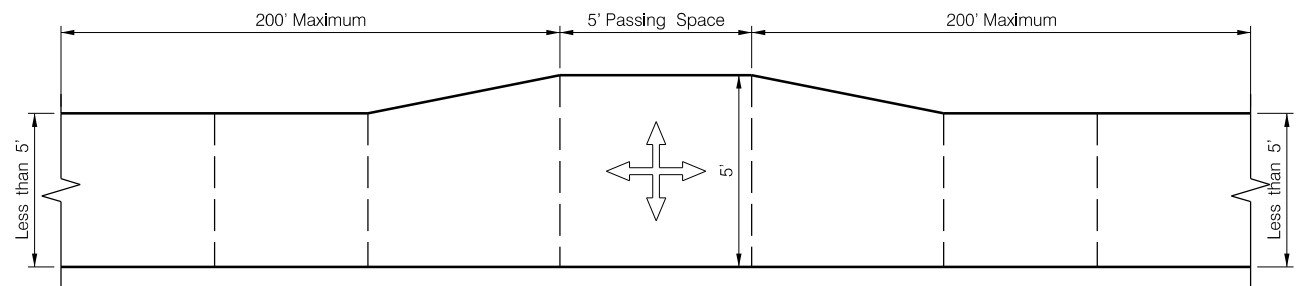 200' Maximum
5' Passing Space
200' Maximum
Less than 5'
5'
Less than 5'